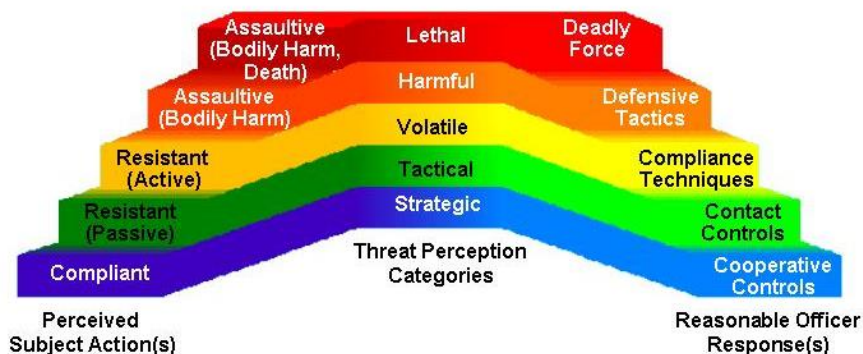 Assaultive
(Bodily Harm,
Death)
Lethal
Deadly
Force
Assaultive
(Bodily Harm)
Harmful
Defensive
Tactics
Resistant
(Active)
Volatile
Compliance
Techniques
Resistant
(Passive)
Tactical
Contact
Controls
Compliant
Strategic
Cooperative
Controls
Perceived
Subject Action(s)
Threat Perception
Categories
Reasonable Officer
Response(s)